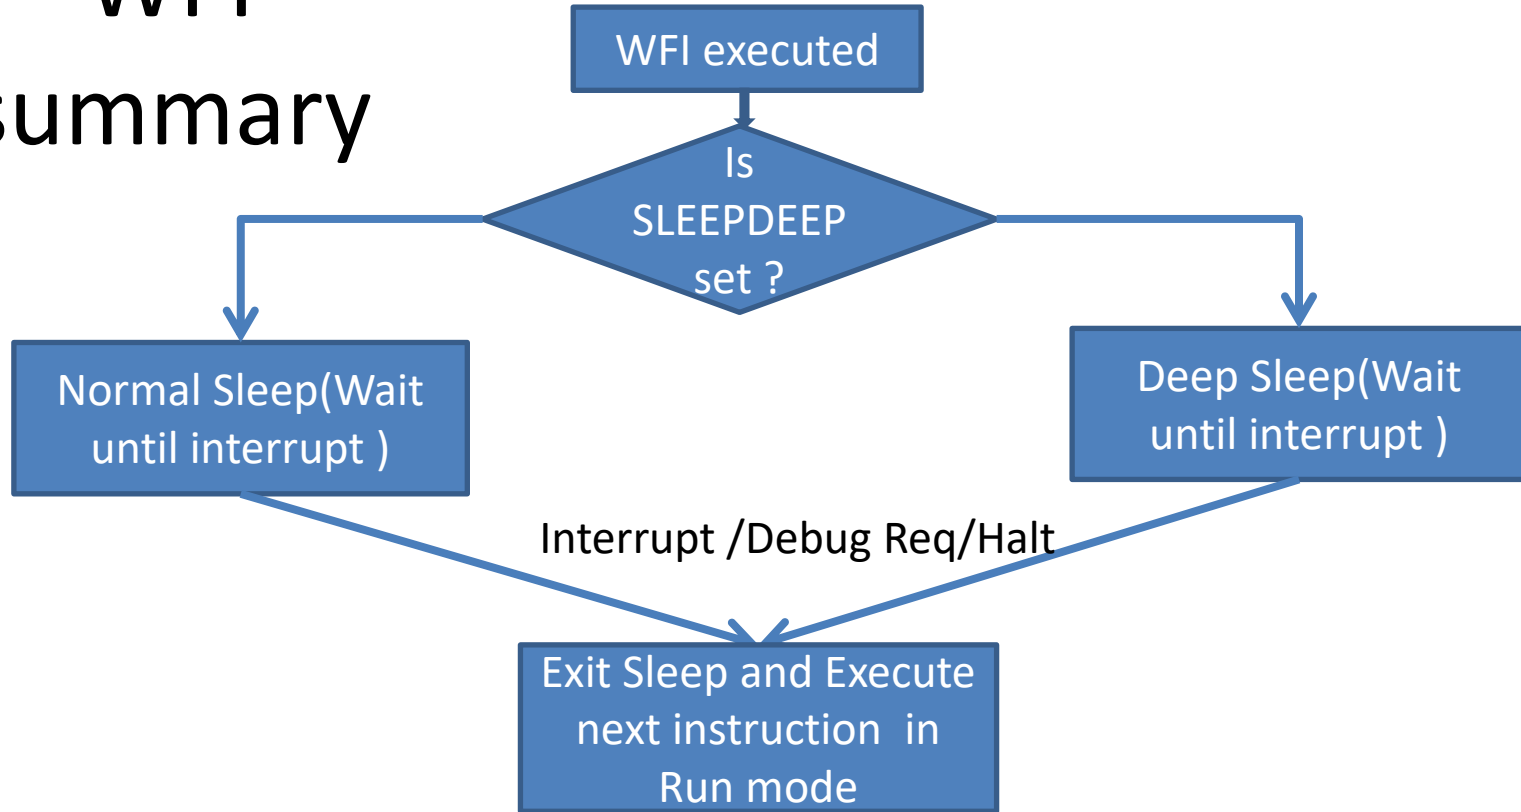 WFI
summary
WFI executed
Is
SLEEPDEEP
set ?
Normal Sleep(Wait
until interrupt )
Deep Sleep(Wait
until interrupt )
Interrupt /Debug Req/Halt
Exit Sleep and Execute
next instruction in
Run mode